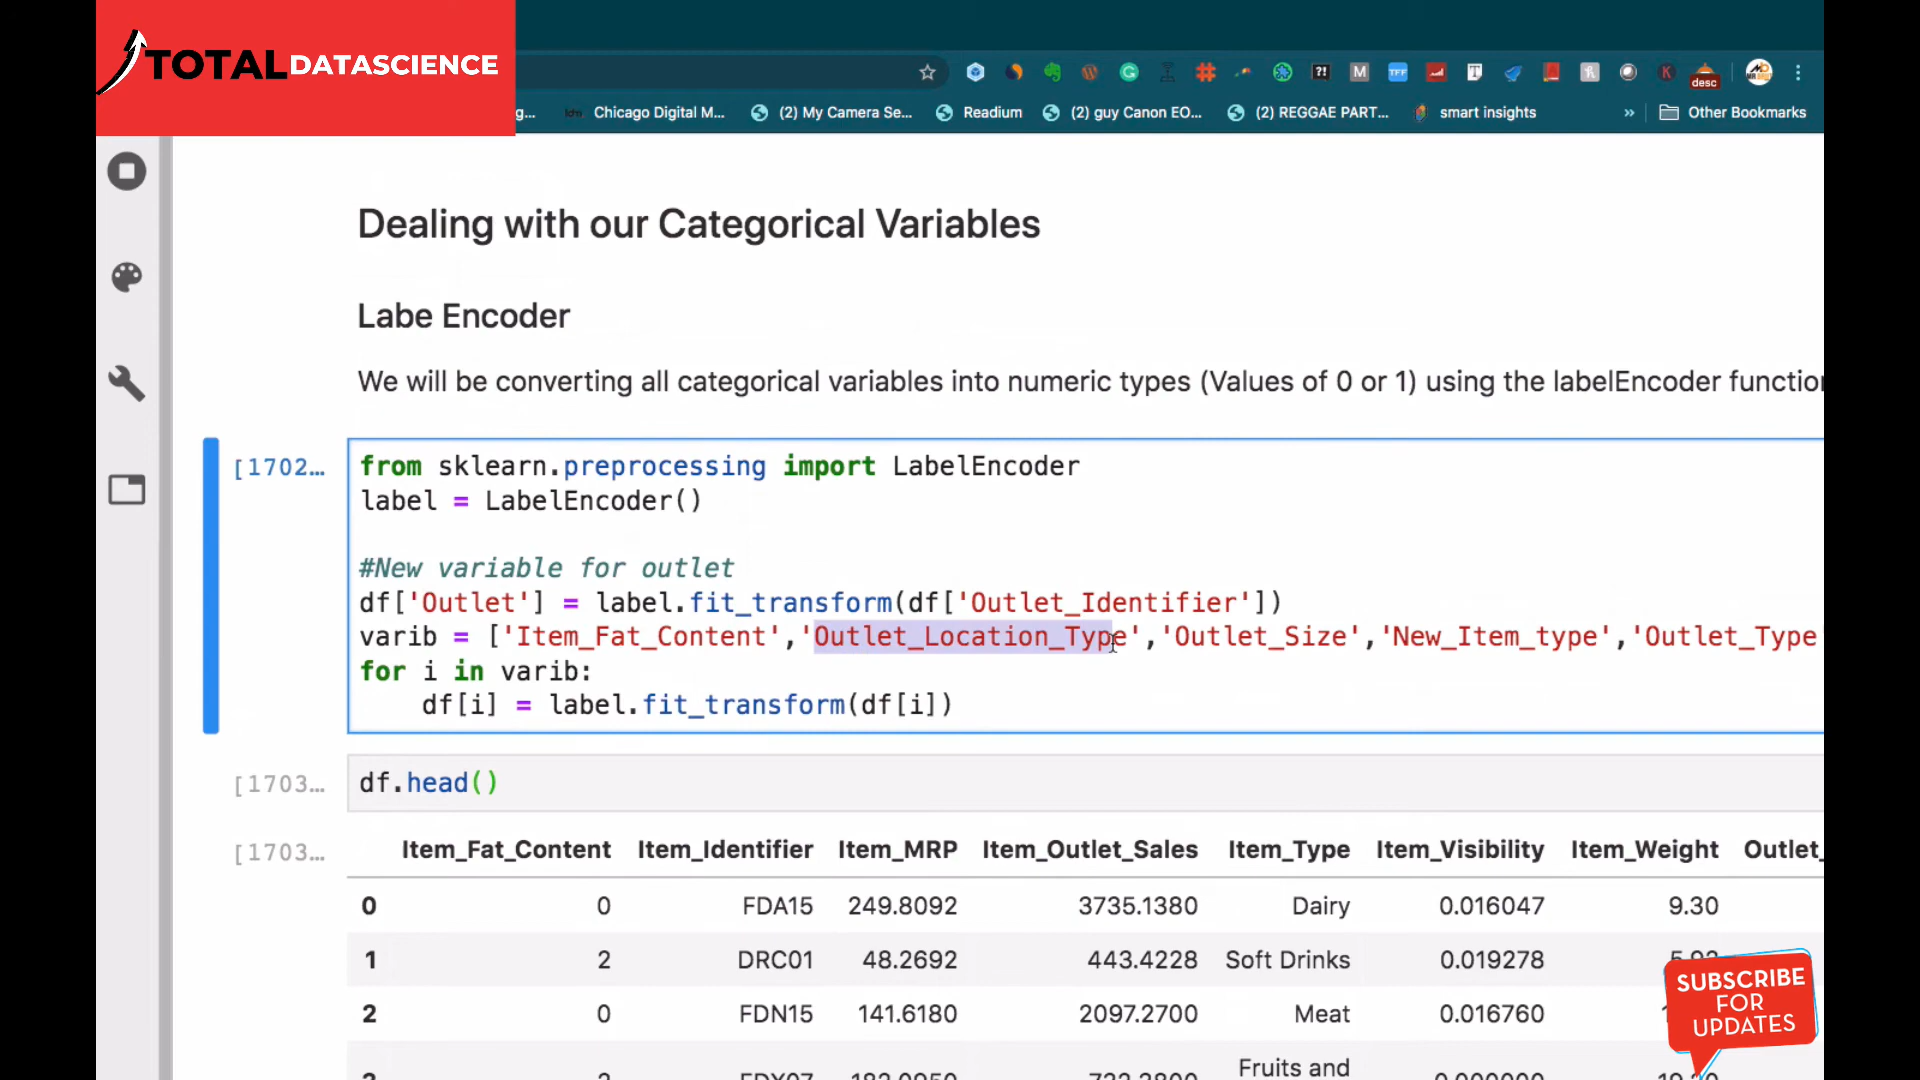 TOTALDATASCIENCE
desc
g... Chicago Digital M... (2) My Camera Se... Readium (2) guy Canon EO... (2) REGGAE PART... smart insights » Other Bookmarks
Dealing with our Categorical Variables
Labe Encoder
We will be converting all categorical variables into numeric types (Values of 0 or 1) using the labelEncoder function
[1702...
from sklearn.preprocessing import LabelEncoder
label = LabelEncoder()
#New variable for outlet
df['Outlet'] = label.fit_transform(df['Outlet_Identifier'])
varib = ['Item_Fat_Content','Outlet_Location_Type','Outlet_Size','New_Item_type','Outlet_Type'
for i in varib:
df[i] = label.fit_transform(df[i])
[1703... df.head()
[1703... Item_Fat_Content Item_Identifier Item_MRP Item_Outlet_Sales Item_Type Item_Visibility Item_Weight Outlet_
0 0 FDA15 249.8092 3735.1380 Dairy 0.016047 9.30
1 2 DRC01 48.2692 443.4228 Soft Drinks 0.019278
2 0 FDN15 141.6180 2097.2700 Meat 0.016760
Fruits and
SUBSCRIBE
FOR
UPDATES